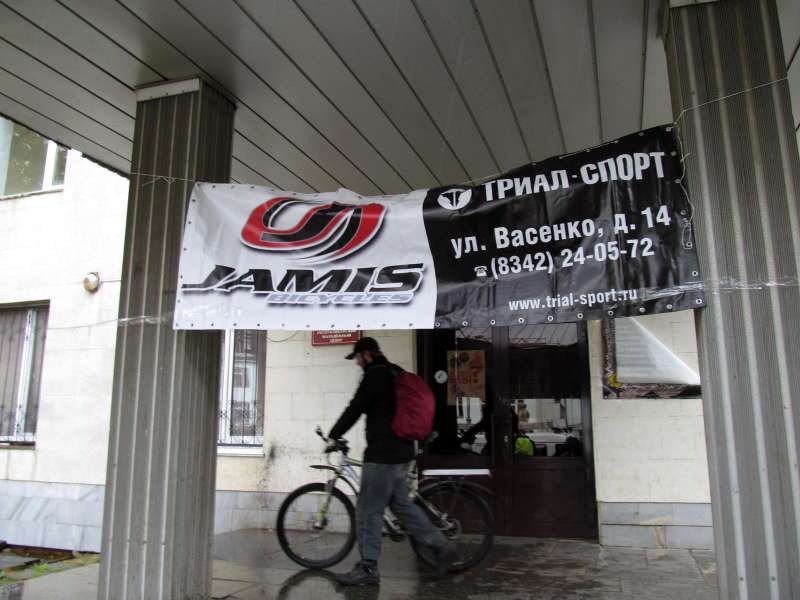 JAMIS
BICYCLES
ТРИАЛ-СПОРТ
ул. Васенко, д. 14
(8342) 24-05-72
www.trial-sport.ru